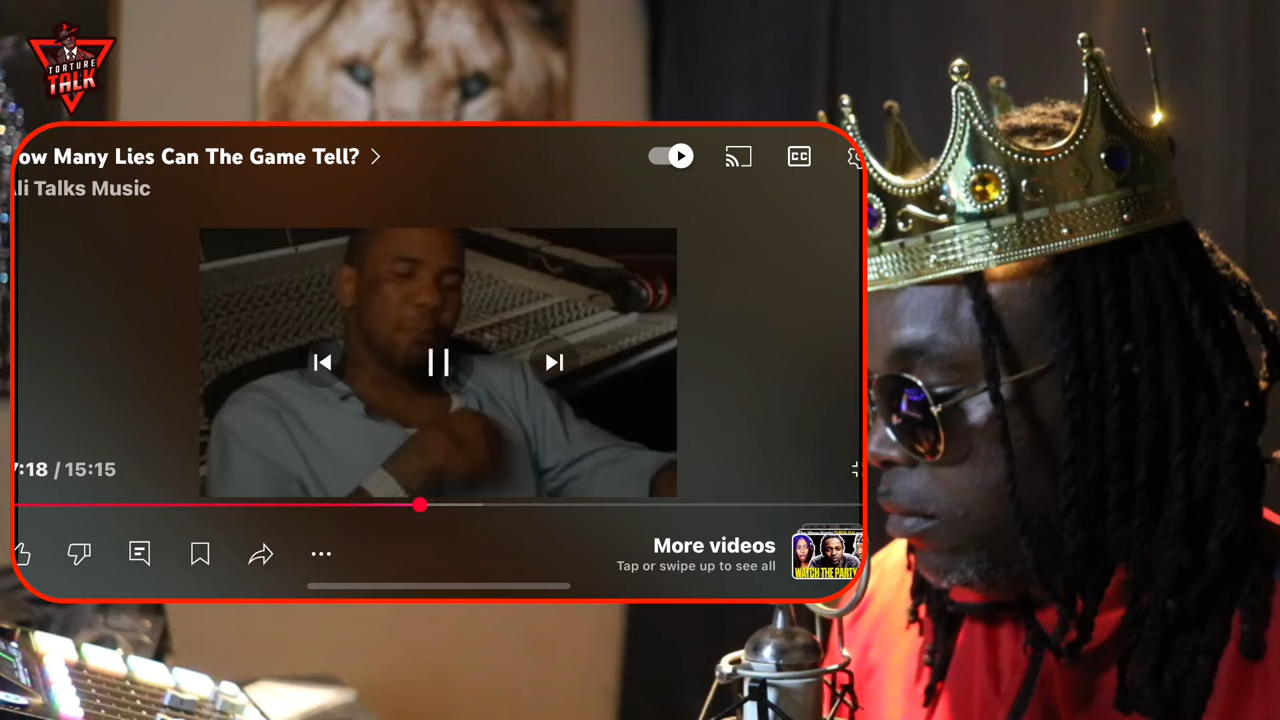 TORTURE
TALK
ow Many Lies Can The Game Tell?
li Talks Music
CC
7:18 / 15:15
More videos
Tap or swipe up to see all
WATCH THE PARTY